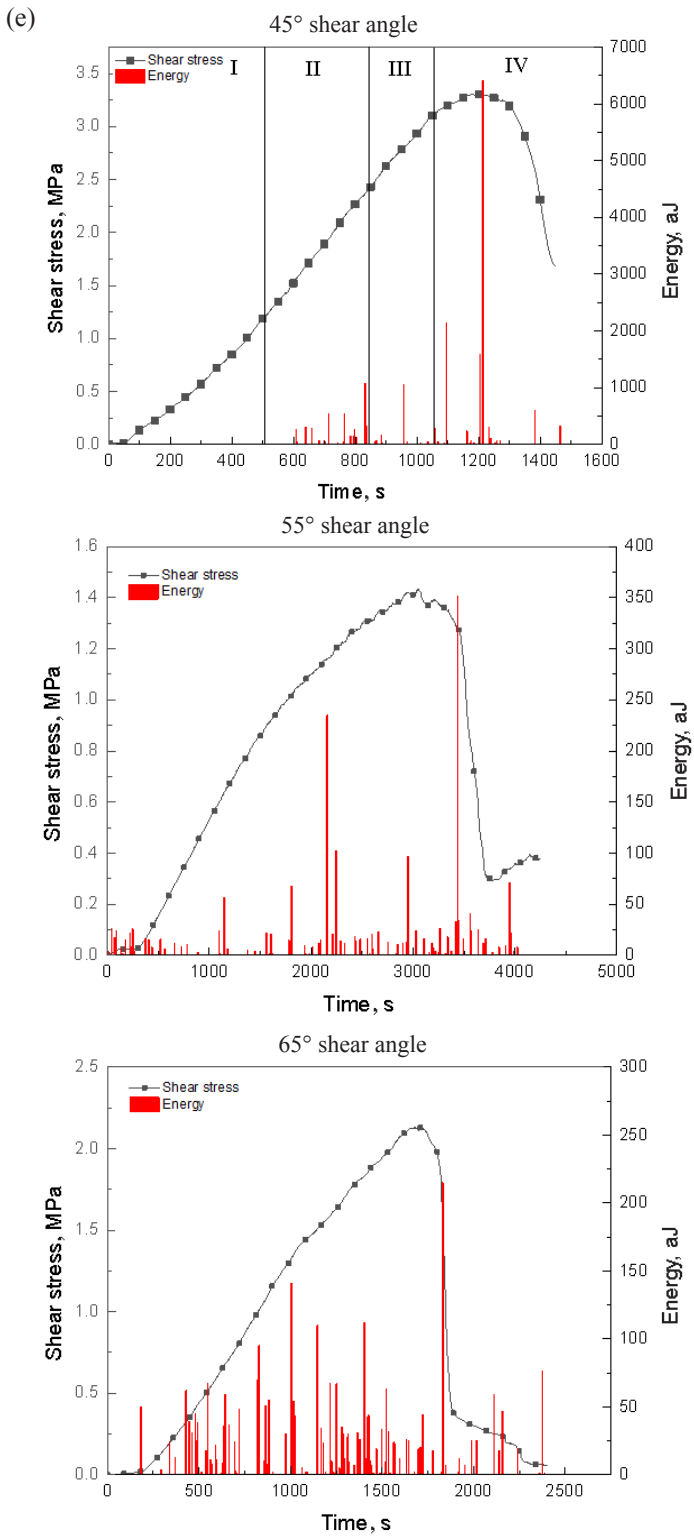 (e)
45° shear angle
Shear stress
Energy
I
II
III
IV
Shear stress, MPa
3.5
3.0
2.5
2.0
1.5
1.0
0.5
0.0
7000
6000
5000
4000
3000
2000
1000
0
Energy, aJ
0
200
400
600
800
1000
1200
1400
1600
Time, s
55° shear angle
Shear stress
Energy
Shear stress, MPa
1.6
1.4
1.2
1.0
0.8
0.6
0.4
0.2
0.0
400
350
300
250
200
150
100
50
0
Energy, aJ
0
1000
2000
3000
4000
5000
Time, s
65° shear angle
Shear stress
Energy
Shear stress, MPa
2.5
2.0
1.5
1.0
0.5
0.0
300
250
200
150
100
50
0
Energy, aJ
0
500
1000
1500
2000
2500
Time, s